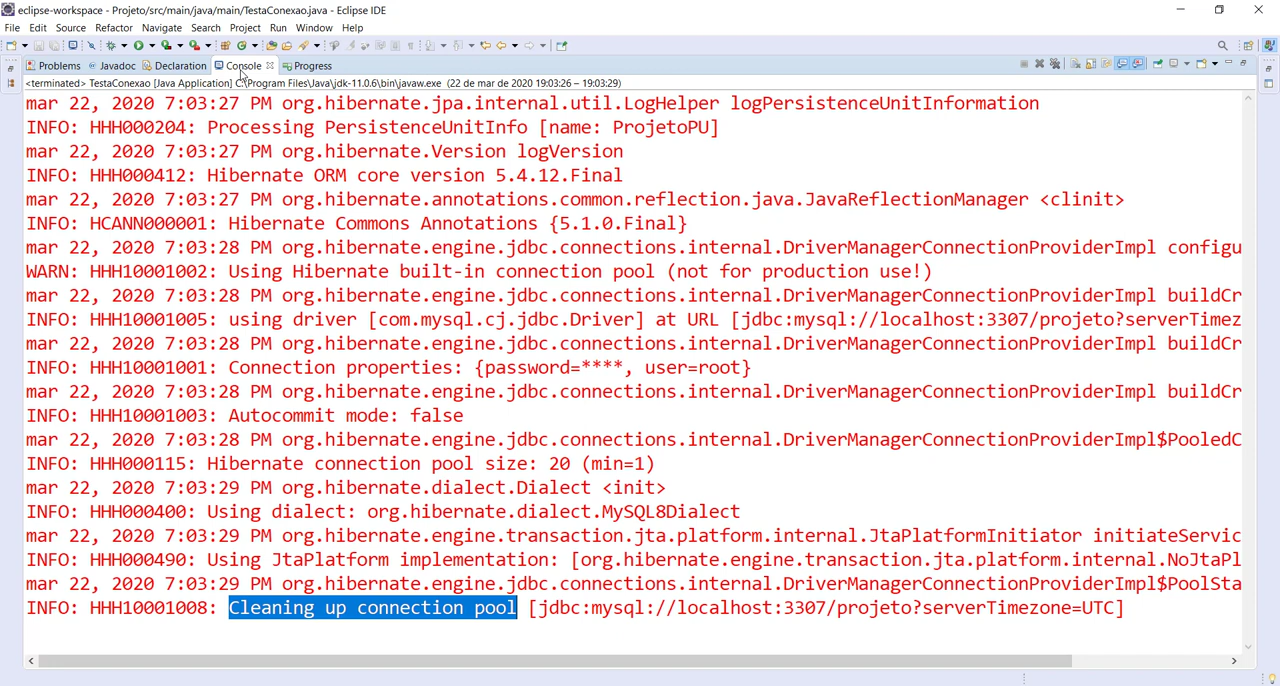 eclipse-workspace - Projeto/src/main/java/main/TestaConexao.java - Eclipse IDE
File Edit Source Refactor Navigate Search Project Run Window Help
Problems Javadoc Declaration Console Progress
<terminated> TestaConexao [Java Application] C:\Program Files\Java\jdk-11.0.6\bin\javaw.exe (22 de mar de 2020 19:03:26 – 19:03:29)
mar 22, 2020 7:03:27 PM org.hibernate.jpa.internal.util.LogHelper logPersistenceUnitInformation
INFO: HHH000204: Processing PersistenceUnitInfo [name: ProjetoPU]
mar 22, 2020 7:03:27 PM org.hibernate.Version logVersion
INFO: HHH000412: Hibernate ORM core version 5.4.12.Final
mar 22, 2020 7:03:27 PM org.hibernate.annotations.common.reflection.java.JavaReflectionManager <clinit>
INFO: HCANN000001: Hibernate Commons Annotations {5.1.0.Final}
mar 22, 2020 7:03:28 PM org.hibernate.engine.jdbc.connections.internal.DriverManagerConnectionProviderImpl configu
WARN: HHH10001002: Using Hibernate built-in connection pool (not for production use!)
mar 22, 2020 7:03:28 PM org.hibernate.engine.jdbc.connections.internal.DriverManagerConnectionProviderImpl buildCr
INFO: HHH10001005: using driver [com.mysql.cj.jdbc.Driver] at URL [jdbc:mysql://localhost:3307/projeto?serverTimez
mar 22, 2020 7:03:28 PM org.hibernate.engine.jdbc.connections.internal.DriverManagerConnectionProviderImpl buildCr
INFO: HHH10001001: Connection properties: {password=****, user=root}
mar 22, 2020 7:03:28 PM org.hibernate.engine.jdbc.connections.internal.DriverManagerConnectionProviderImpl buildCr
INFO: HHH10001003: Autocommit mode: false
mar 22, 2020 7:03:28 PM org.hibernate.engine.jdbc.connections.internal.DriverManagerConnectionProviderImpl$PooledC
INFO: HHH000115: Hibernate connection pool size: 20 (min=1)
mar 22, 2020 7:03:29 PM org.hibernate.dialect.Dialect <init>
INFO: HHH000400: Using dialect: org.hibernate.dialect.MySQL8Dialect
mar 22, 2020 7:03:29 PM org.hibernate.engine.transaction.jta.platform.internal.JtaPlatformInitiator initiateServic
INFO: HHH000490: Using JtaPlatform implementation: [org.hibernate.engine.transaction.jta.platform.internal.NoJtaPl
mar 22, 2020 7:03:29 PM org.hibernate.engine.jdbc.connections.internal.DriverManagerConnectionProviderImpl$PoolSta
INFO: HHH10001008: Cleaning up connection pool [jdbc:mysql://localhost:3307/projeto?serverTimezone=UTC]